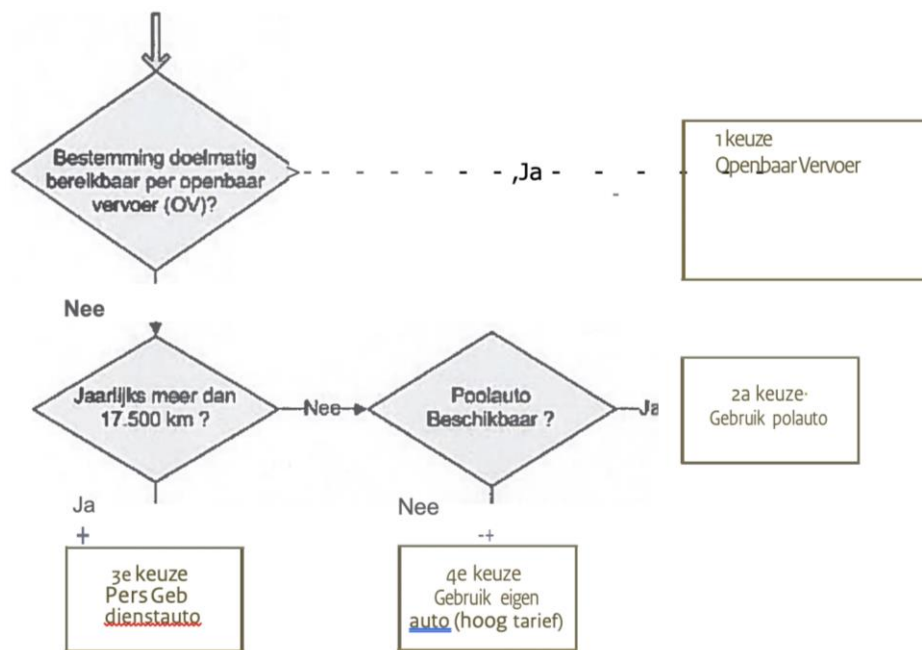 Bestemming doelmatig
bereikbaar per openbaar
vervoer (OV)?
,Ja
1 keuze
Openbaar Vervoer
Nee
Jaarlijks meer dan
17.500 km ?
Nee
Poolauto
Beschikbaar ?
Ja
2a keuze·
Gebruik polauto
Ja
Nee
3e keuze
Pers Geb
dienstauto
4e keuze
Gebruik eigen
auto (hoog tarief)